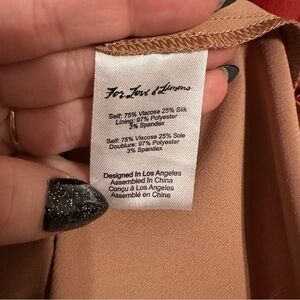 For Love & Lemons
Self: 75% Viscose 25% Silk
Lining: 97% Polyester
3% Spandex
Self: 75% Viscose 25% Soie
Doublure: 97% Polyester
3% Spandex
Designed In Los Angeles
Assembled In China
Conçu à Los Angeles
Assemblé en Chine